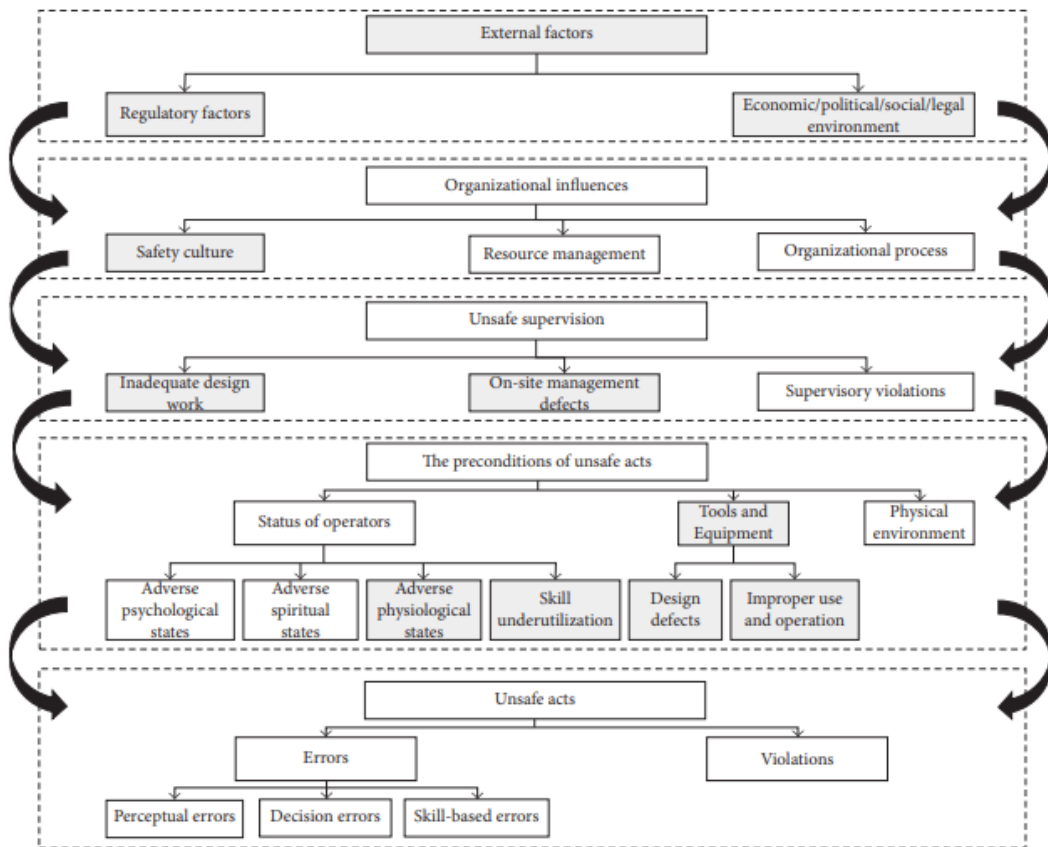 External factors
Regulatory factors
Economic/political/social/legal
environment
Organizational influences
Safety culture
Resource management
Organizational process
Unsafe supervision
Inadequate design
work
On-site management
defects
Supervisory violations
The preconditions of unsafe acts
Status of operators
Tools and
Equipment
Physical
environment
Adverse
psychological
states
Adverse
spiritual
states
Adverse
physiological
states
Skill
underutilization
Design
defects
Improper use
and operation
Unsafe acts
Errors
Violations
Perceptual errors
Decision errors
Skill-based errors